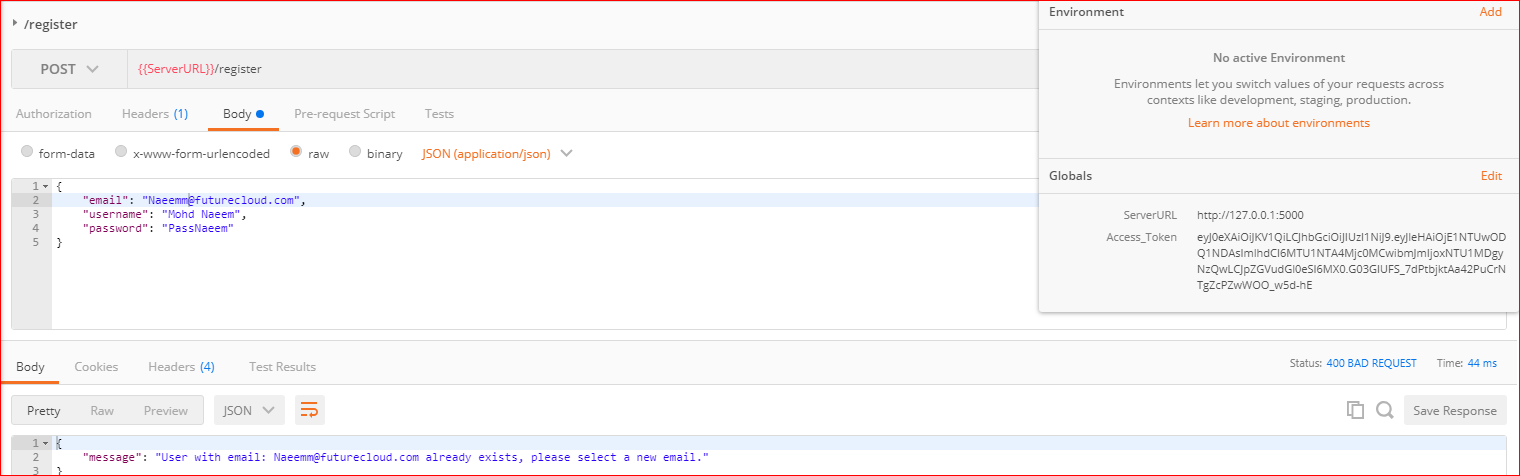 /register
POST
{{ServerURL}}/register
Authorization Headers (1) Body Pre-request Script Tests
form-data x-www-form-urlencoded raw binary JSON (application/json)
1 {
2 "email": "Naeemm@futurecloud.com",
3 "username": "Mohd Naeem",
4 "password": "PassNaeem"
5 }
Environment Add
No active Environment
Environments let you switch values of your requests across
contexts like development, staging, production.
Learn more about environments
Globals Edit
ServerURL http://127.0.0.1:5000
Access_Token
Body Cookies Headers (4) Test Results Status: 400 BAD REQUEST Time: 44 ms
Pretty Raw Preview JSON Save Response
1 {
2 "message": "User with email: Naeemm@futurecloud.com already exists, please select a new email."
3 }